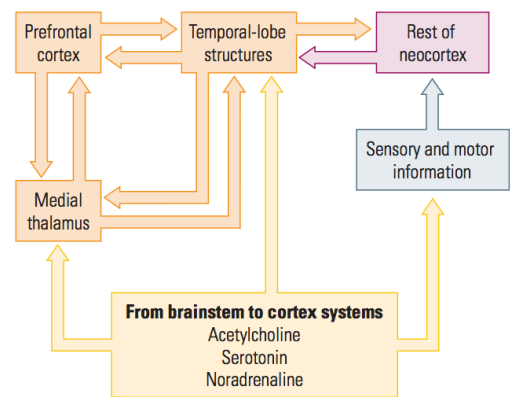 Prefrontal
cortex
Temporal-lobe
structures
Rest of
neocortex
Sensory and motor
information
Medial
thalamus
From brainstem to cortex systems
Acetylcholine
Serotonin
Noradrenaline